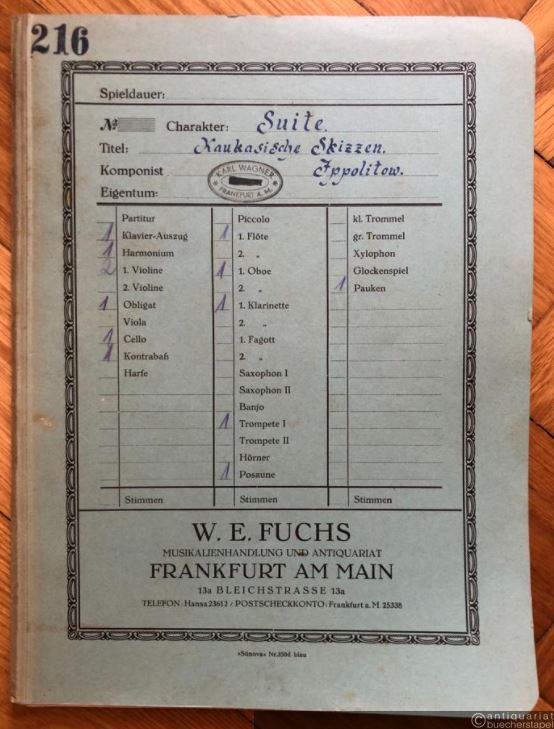 216
Spieldauer:
№ Charakter: Suite.
Titel: Kaukasische Skizzen.
Komponist Ippolitow.
KARL WAGNER
FRANKFURT A. M.
Eigentum:
Partitur
1 Klavier-Auszug
1 Harmonium
2 1. Violine
2. Violine
1 Obligat
Viola
1 Cello
1 Kontrabaß
Harfe
Stimmen
Piccolo
1 1. Flöte
2. „
1 1. Oboe
2. „
1 1. Klarinette
2. „
1. Fagott
2. „
Saxophon I
Saxophon II
Banjo
1 Trompete I
Trompete II
Hörner
1 Posaune
Stimmen
kl. Trommel
gr. Trommel
Xylophon
Glockenspiel
1 Pauken
Stimmen
W. E. FUCHS
MUSIKALIENHANDLUNG UND ANTIQUARIAT
FRANKFURT AM MAIN
13a BLEICHSTRASSE 13a
TELEFON: Hansa 23612 / POSTSCHECKKONTO: Frankfurt a. M. 25338
»Sünova« Nr. 350d blau
antiquariat
buecherstapel